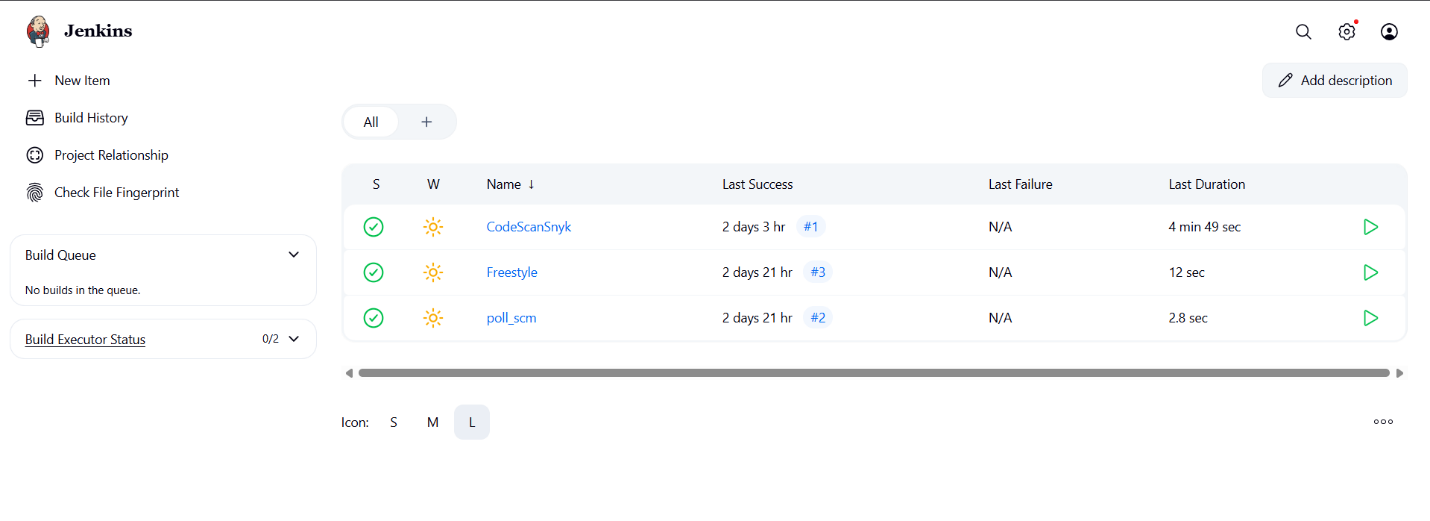 Jenkins
New Item
Add description
Build History
All
+
Project Relationship
Check File Fingerprint
S W Name ↓ Last Success Last Failure Last Duration
CodeScanSnyk 2 days 3 hr #1 N/A 4 min 49 sec
Freestyle 2 days 21 hr #3 N/A 12 sec
poll_scm 2 days 21 hr #2 N/A 2.8 sec
Build Queue
No builds in the queue.
Build Executor Status 0/2
Icon: S M L